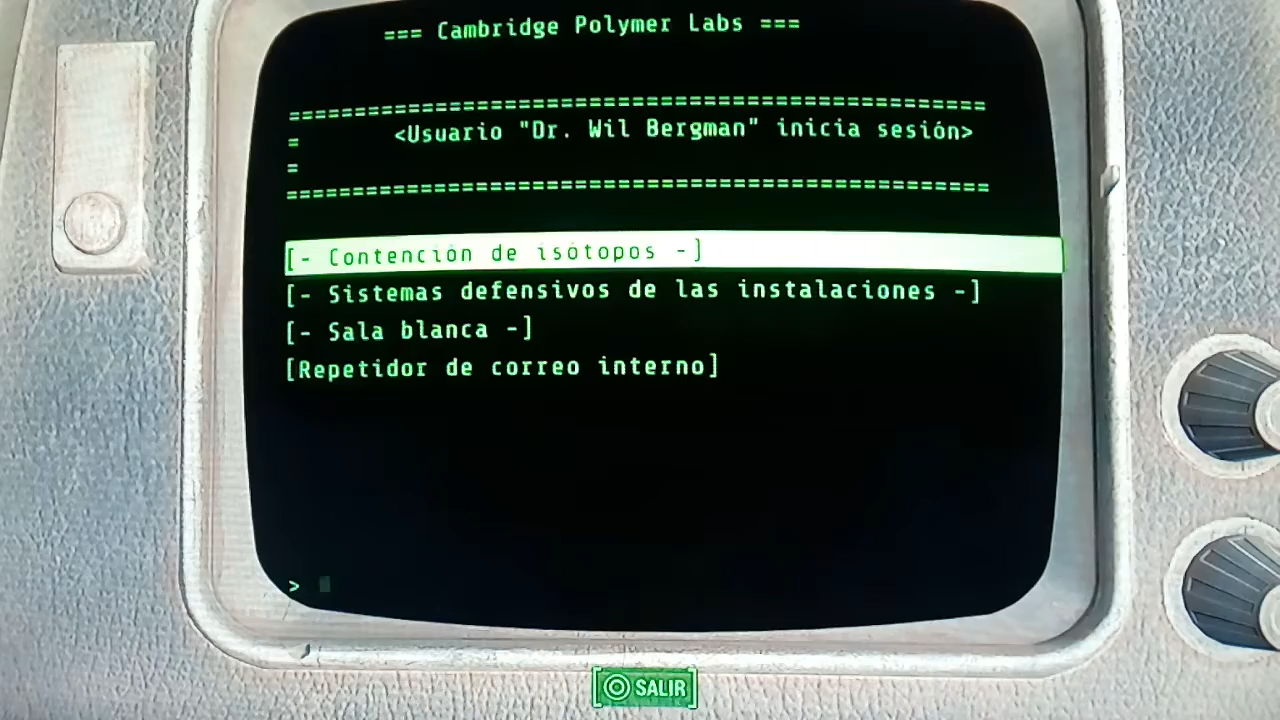 === Cambridge Polymer Labs ===
=====================================================
= <Usuario "Dr. Wil Bergman" inicia sesión>
=
=====================================================
[- Contención de isótopos -]
[- Sistemas defensivos de las instalaciones -]
[- Sala blanca -]
[Repetidor de correo interno]
>
SALIR